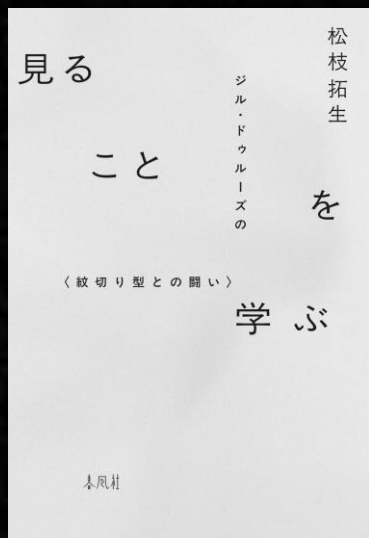 松枝拓生
見る
こと
を
学ぶ
ジル・ドゥルーズの
〈紋切り型との闘い〉
春風社